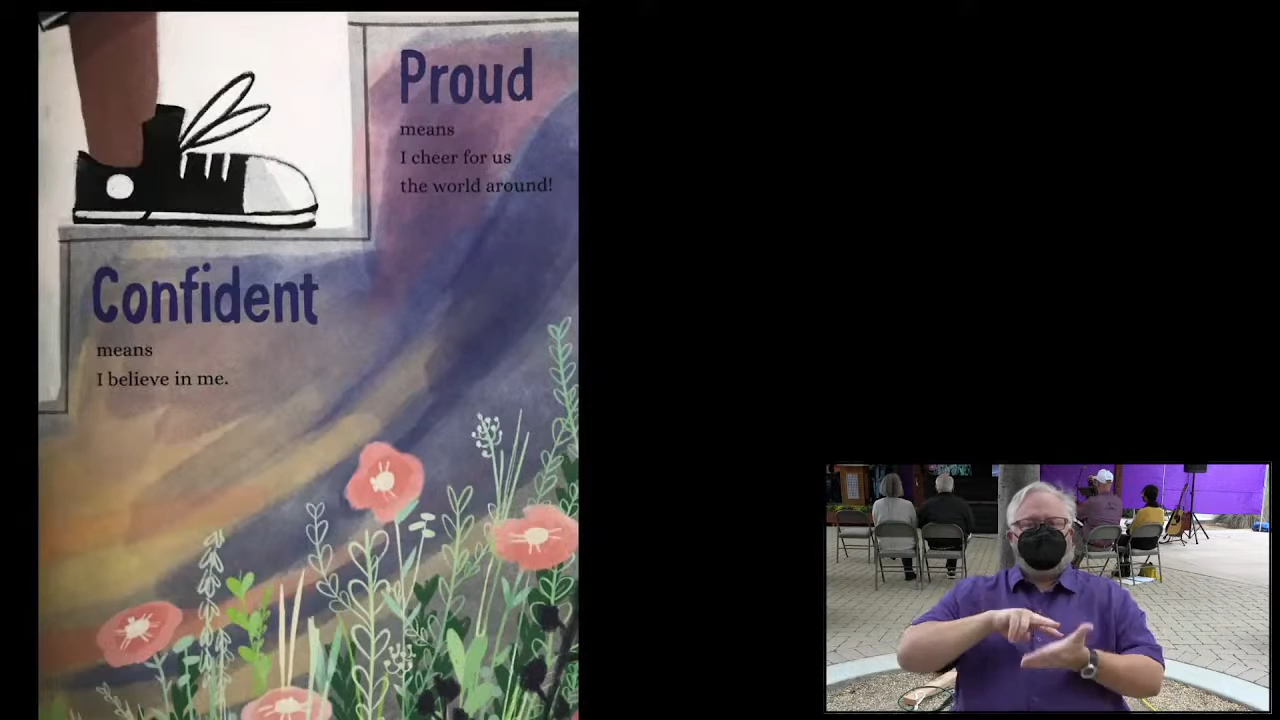 Proud
means
I cheer for us
the world around!
Confident
means
I believe in me.